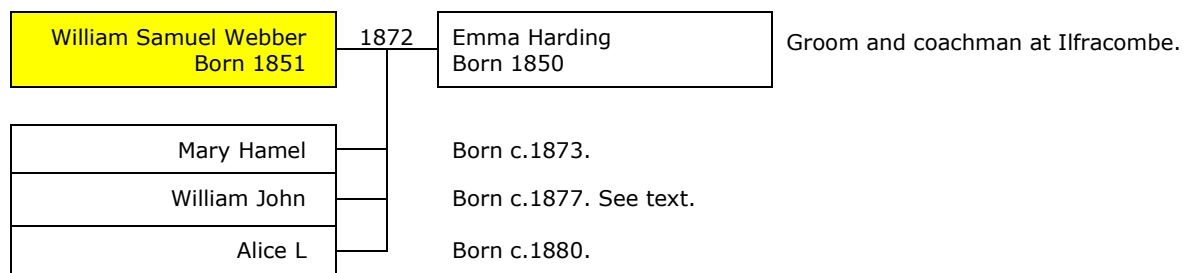 William Samuel Webber
Born 1851
1872
Emma Harding
Born 1850
Groom and coachman at Ilfracombe.
Mary Hamel
Born c.1873.
William John
Born c.1877. See text.
Alice L
Born c.1880.